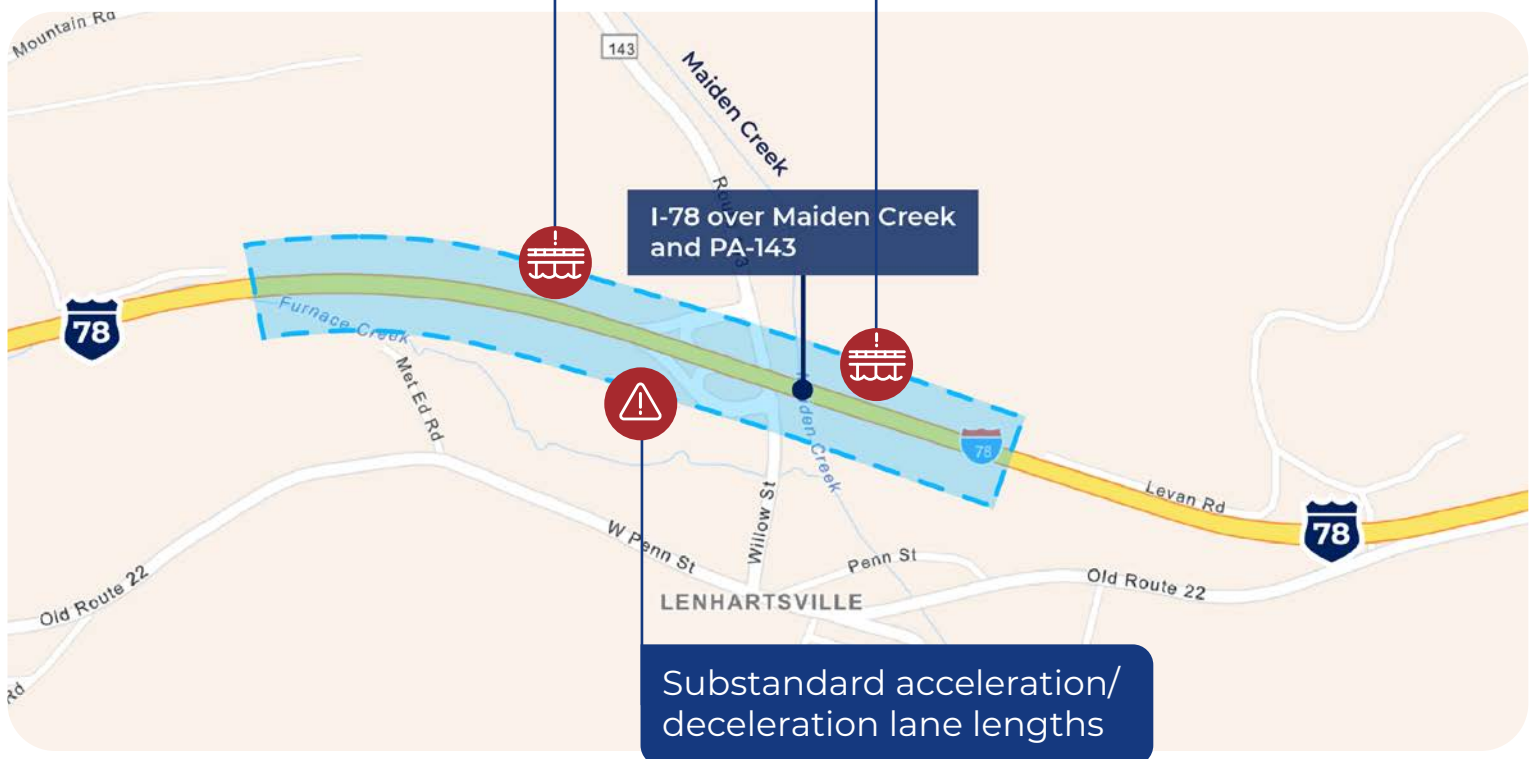 Mountain Rd
143
Maiden Creek
I-78 over Maiden Creek
and PA-143
78
Furnace Creek
Met Ed Rd
Creek
78
Levan Rd
78
Willow St
W Penn St
Penn St
Old Route 22
Old Route 22
LENHARTSVILLE
Rd
Substandard acceleration/
deceleration lane lengths